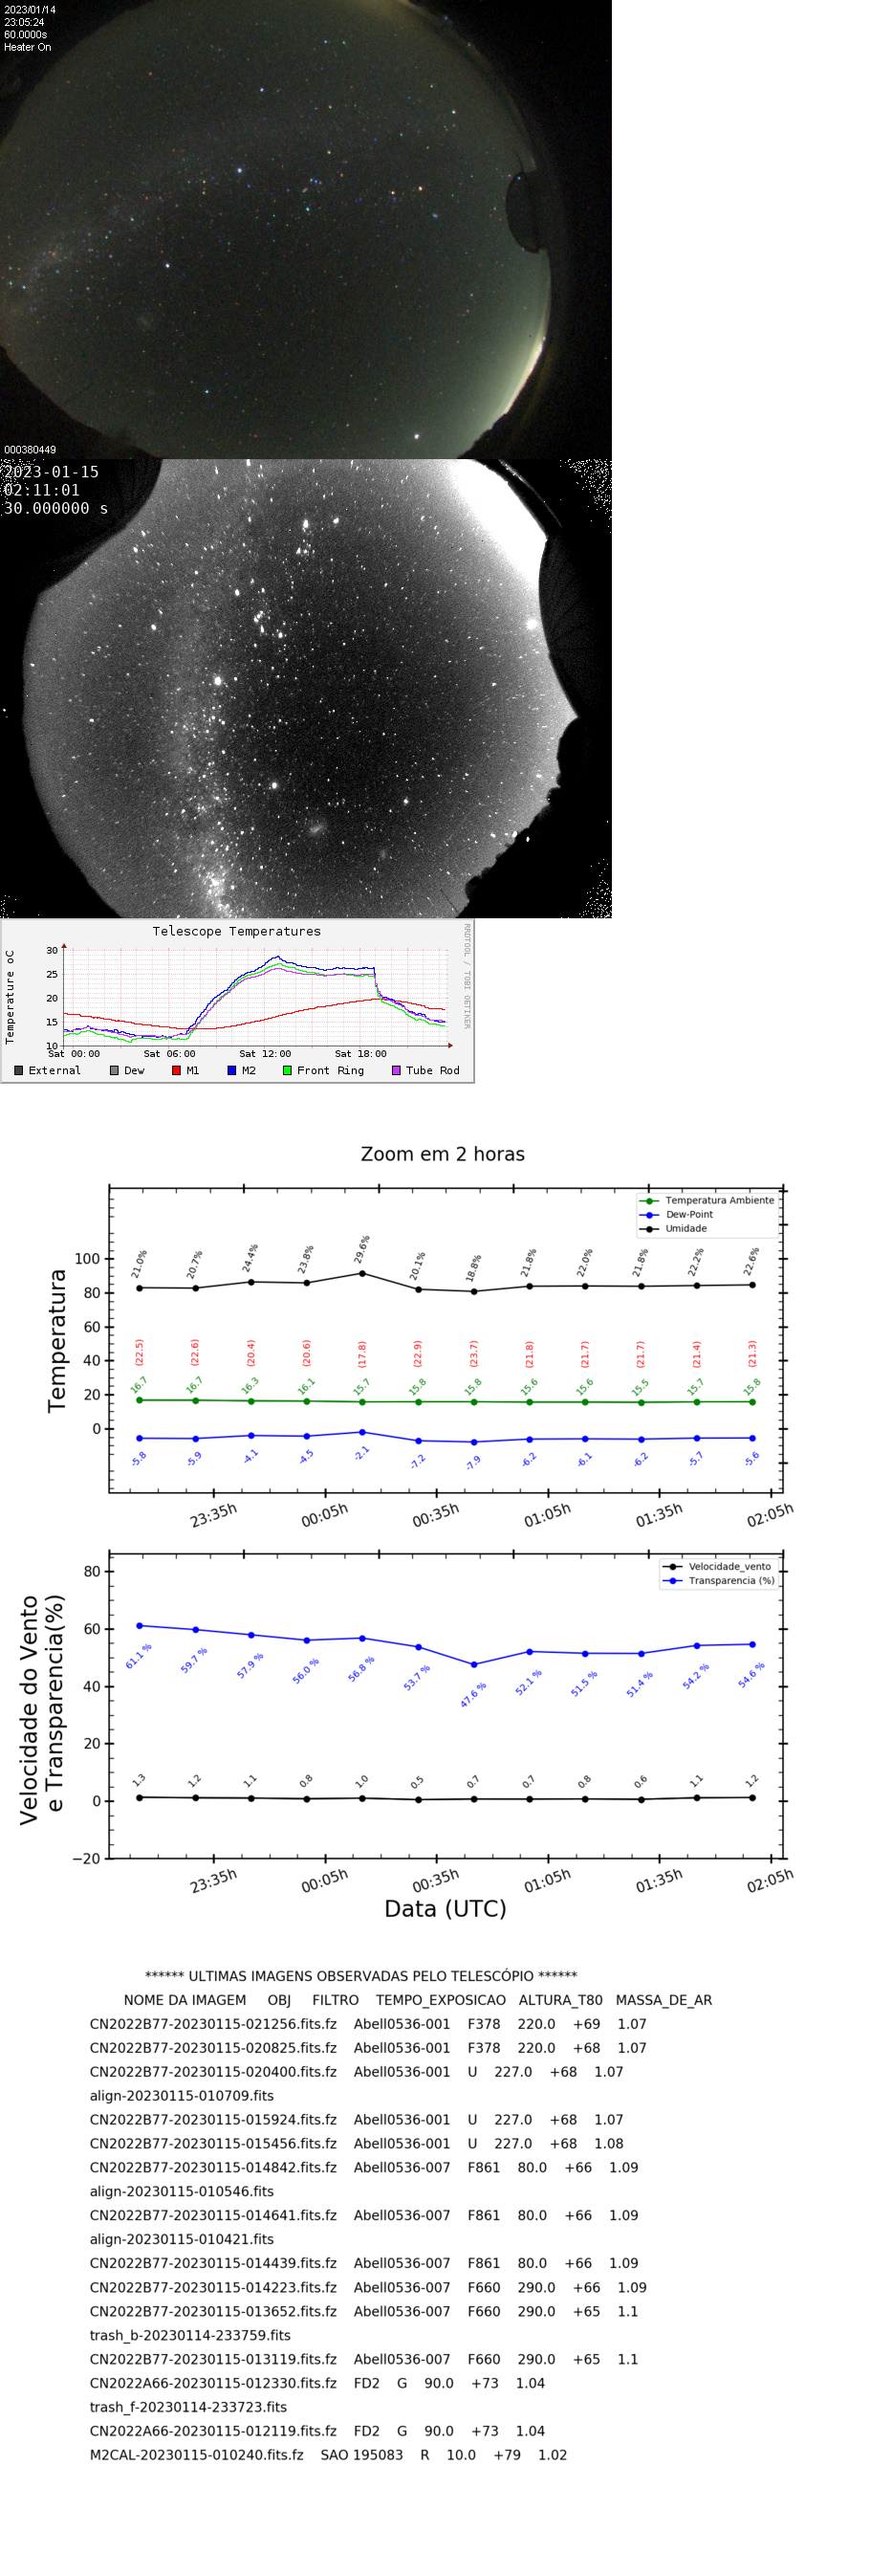 2023/01/14
23:05:24
60.0000s
Heater On
000380449
2023-01-15
02:11:01
30.000000 s
Telescope Temperatures
RRDTOOL / TOBI OETIKER
Temperature oC
30
25
20
15
10
Sat 00:00 Sat 06:00 Sat 12:00 Sat 18:00
External Dew M1 M2 Front Ring Tube Rod
Zoom em 2 horas
Temperatura Ambiente
Dew-Point
Umidade
Temperatura
100
80
60
40
20
0
21.0% 20.7% 24.4% 23.8% 29.6% 20.1% 18.8% 21.8% 22.0% 21.8% 22.2% 22.6%
(22.5) (22.6) (20.4) (20.6) (17.8) (22.9) (23.7) (21.8) (21.7) (21.7) (21.4) (21.3)
16.7 16.7 16.3 16.1 15.7 15.8 15.8 15.6 15.6 15.5 15.7 15.8
-5.8 -5.9 -4.1 -4.5 -2.1 -7.2 -7.9 -6.2 -6.1 -6.2 -5.7 -5.6
23:35h 00:05h 00:35h 01:05h 01:35h 02:05h
Velocidade_vento
Transparencia (%)
Velocidade do Vento
e Transparencia(%)
80
60
40
20
0
−20
61.1 % 59.7 % 57.9 % 56.0 % 56.8 % 53.7 % 47.6 % 52.1 % 51.5 % 51.4 % 54.2 % 54.6 %
1.3 1.2 1.1 0.8 1.0 0.5 0.7 0.7 0.8 0.6 1.1 1.2
23:35h 00:05h 00:35h 01:05h 01:35h 02:05h
Data (UTC)
****** ULTIMAS IMAGENS OBSERVADAS PELO TELESCÓPIO ******
NOME DA IMAGEM OBJ FILTRO TEMPO_EXPOSICAO ALTURA_T80 MASSA_DE_AR
CN2022B77-20230115-021256.fits.fz Abell0536-001 F378 220.0 +69 1.07
CN2022B77-20230115-020825.fits.fz Abell0536-001 F378 220.0 +68 1.07
CN2022B77-20230115-020400.fits.fz Abell0536-001 U 227.0 +68 1.07
align-20230115-010709.fits
CN2022B77-20230115-015924.fits.fz Abell0536-001 U 227.0 +68 1.07
CN2022B77-20230115-015456.fits.fz Abell0536-001 U 227.0 +68 1.08
CN2022B77-20230115-014842.fits.fz Abell0536-007 F861 80.0 +66 1.09
align-20230115-010546.fits
CN2022B77-20230115-014641.fits.fz Abell0536-007 F861 80.0 +66 1.09
align-20230115-010421.fits
CN2022B77-20230115-014439.fits.fz Abell0536-007 F861 80.0 +66 1.09
CN2022B77-20230115-014223.fits.fz Abell0536-007 F660 290.0 +66 1.09
CN2022B77-20230115-013652.fits.fz Abell0536-007 F660 290.0 +65 1.1
trash_b-20230114-233759.fits
CN2022B77-20230115-013119.fits.fz Abell0536-007 F660 290.0 +65 1.1
CN2022A66-20230115-012330.fits.fz FD2 G 90.0 +73 1.04
trash_f-20230114-233723.fits
CN2022A66-20230115-012119.fits.fz FD2 G 90.0 +73 1.04
M2CAL-20230115-010240.fits.fz SAO 195083 R 10.0 +79 1.02